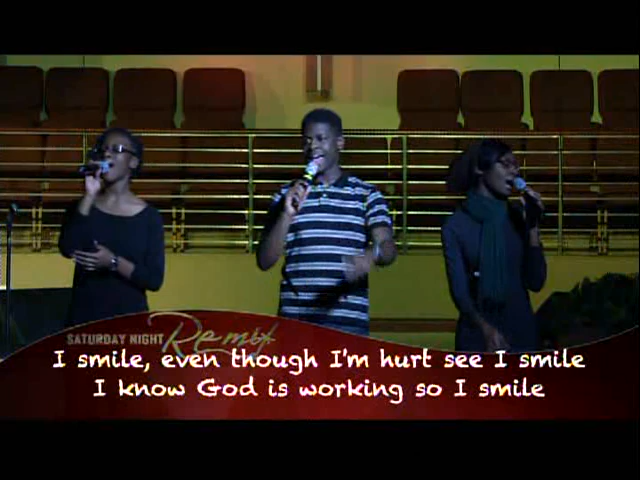 SATURDAY NIGHT Remix
I smile, even though I'm hurt see I smile
I know God is working so I smile